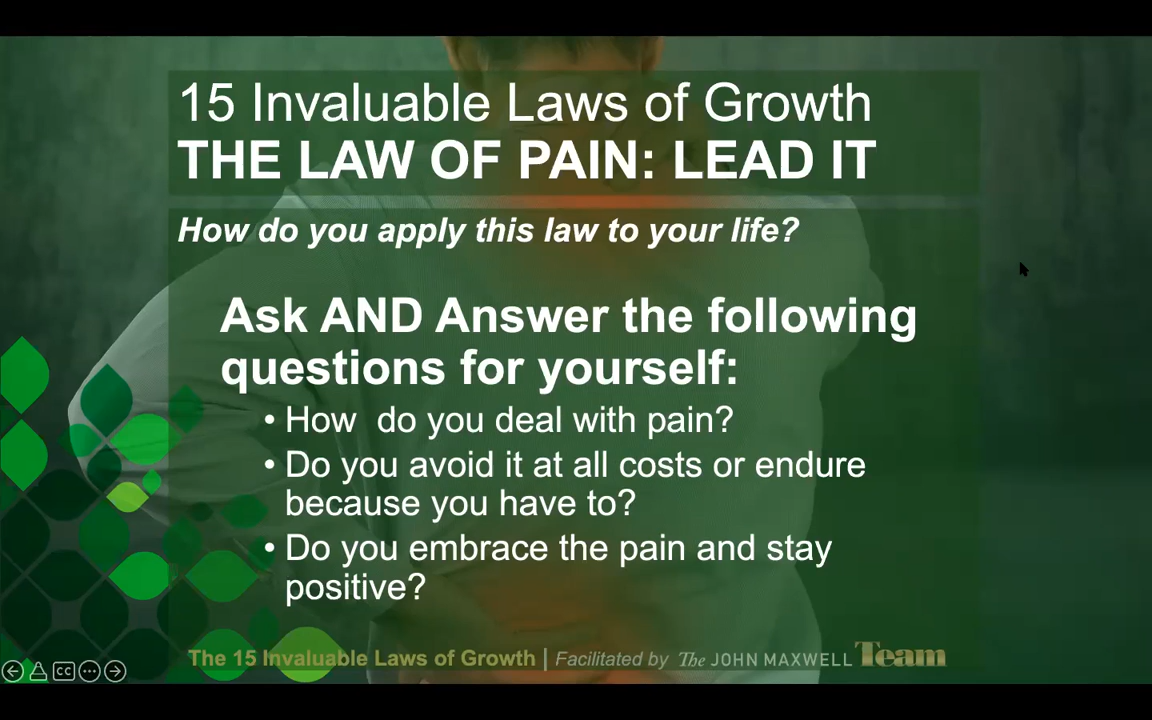 15 Invaluable Laws of Growth
THE LAW OF PAIN: LEAD IT
How do you apply this law to your life?
Ask AND Answer the following
questions for yourself:
• How  do you deal with pain?
• Do you avoid it at all costs or endure
because you have to?
• Do you embrace the pain and stay
positive?
The 15 Invaluable Laws of Growth | Facilitated by The JOHN MAXWELL Team
CC